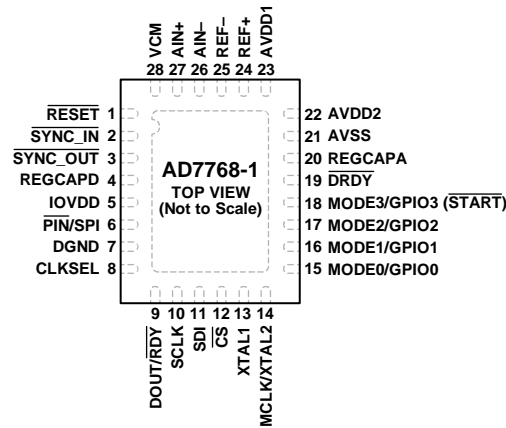 VCM
AIN+
AIN–
REF–
REF+
AVDD1
28 27 26 25 24 23
RESET 1
SYNC_IN 2
SYNC_OUT 3
REGCAPD 4
IOVDD 5
PIN/SPI 6
DGND 7
CLKSEL 8
AD7768-1
TOP VIEW
(Not to Scale)
22 AVDD2
21 AVSS
20 REGCAPA
19 DRDY
18 MODE3/GPIO3 (START)
17 MODE2/GPIO2
16 MODE1/GPIO1
15 MODE0/GPIO0
9 10 11 12 13 14
DOUT/RDY
SCLK
SDI
CS
XTAL1
MCLK/XTAL2